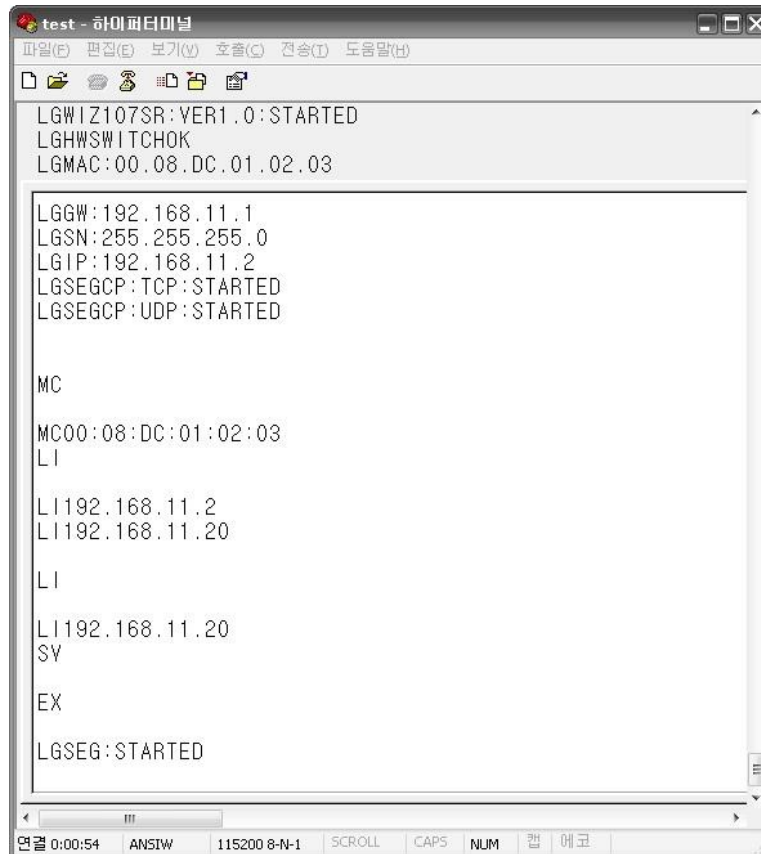 test - 하이퍼터미널
파일(F) 편집(E) 보기(V) 호출(C) 전송(T) 도움말(H)
LGWIZ107SR:VER1.0:STARTED
LGHWSWITCHOK
LGMAC:00.08.DC.01.02.03
LGGW:192.168.11.1
LGSN:255.255.255.0
LGIP:192.168.11.2
LGSEGCP:TCP:STARTED
LGSEGCP:UDP:STARTED
MC
MC00:08:DC:01:02:03
LI
LI192.168.11.2
LI192.168.11.20
LI
LI192.168.11.20
SV
EX
LGSEG:STARTED
연결 0:00:54 ANSIW 115200 8-N-1 SCROLL CAPS NUM 캡 에코